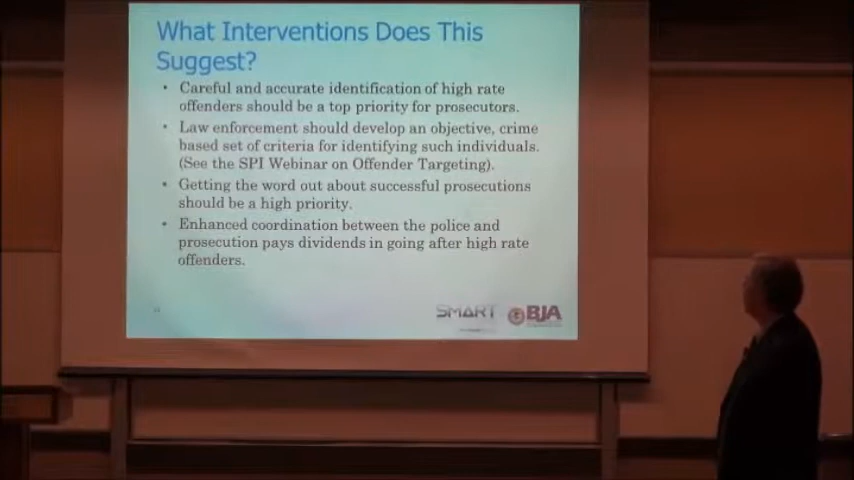 What Interventions Does This
Suggest?
• Careful and accurate identification of high rate
offenders should be a top priority for prosecutors.
• Law enforcement should develop an objective, crime
based set of criteria for identifying such individuals.
(See the SPI Webinar on Offender Targeting).
• Getting the word out about successful prosecutions
should be a high priority.
• Enhanced coordination between the police and
prosecution pays dividends in going after high rate
offenders.
SMART BJA